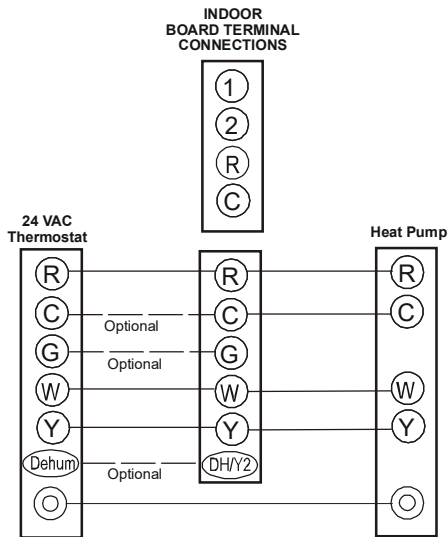 INDOOR
BOARD TERMINAL
CONNECTIONS
1
2
R
C
24 VAC
Thermostat
Heat Pump
R R R
C Optional C C
G Optional G
W W W
Y Y Y
Dehum Optional DH/Y2
O O